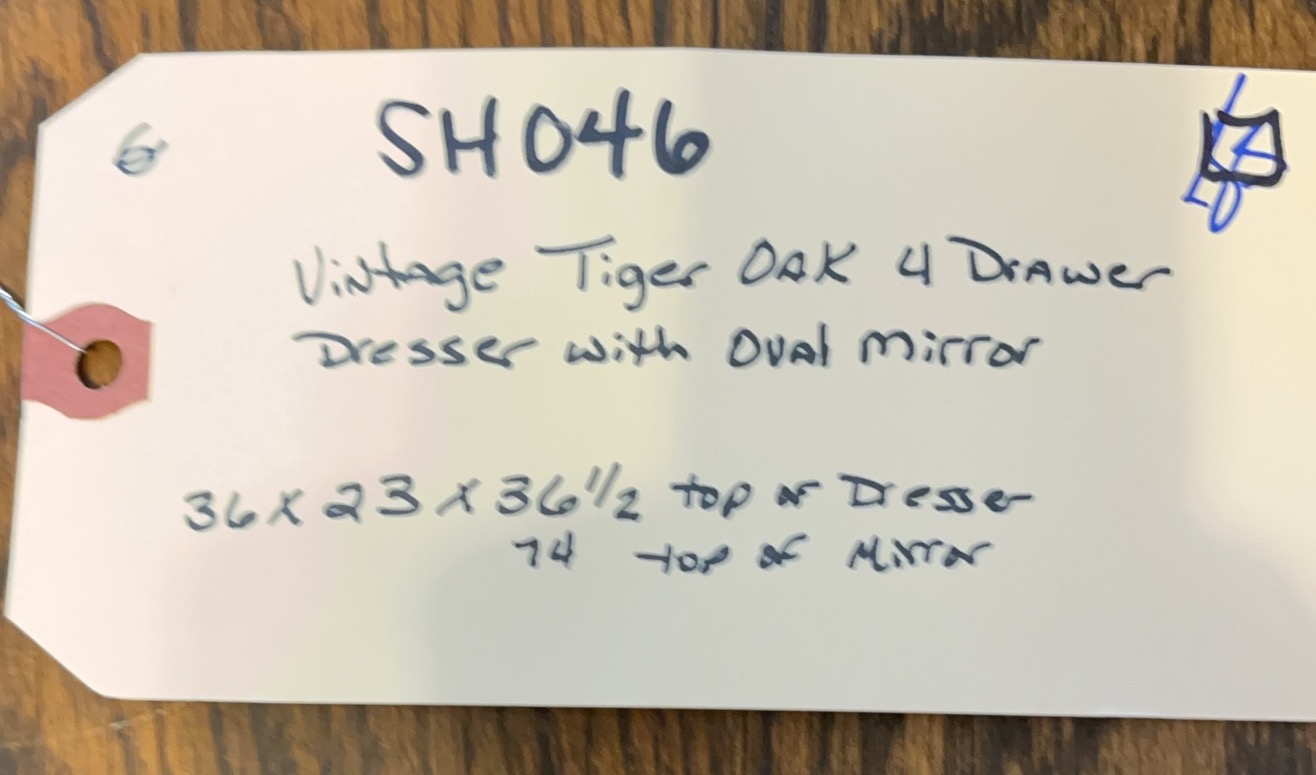 6
SH046
Vintage Tiger OAK 4 Drawer
Dresser with Oval Mirror
36 x 23 x 36 1/2 top of Dresser
74 top of Mirror